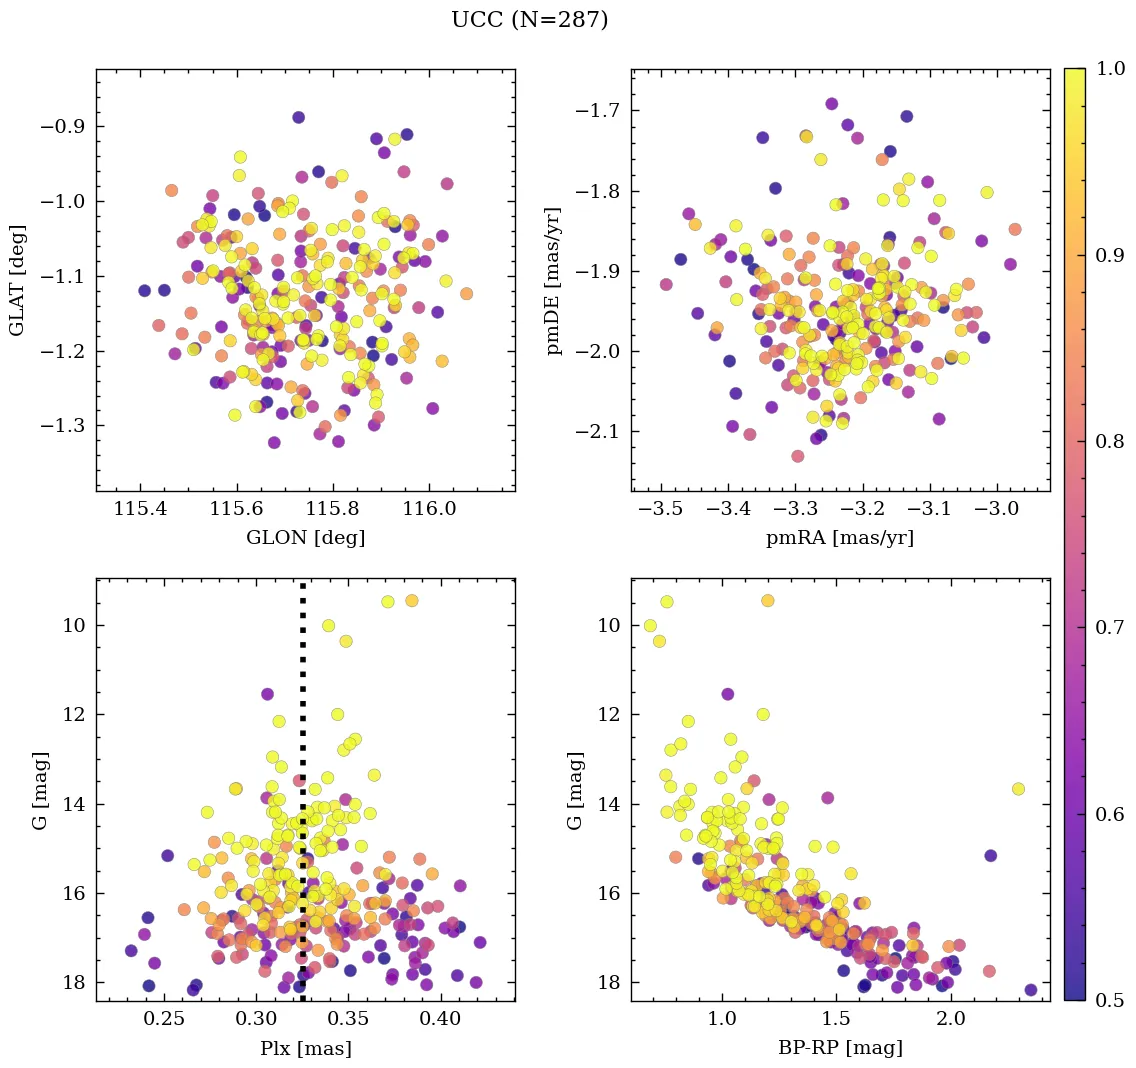 UCC (N=287)
−0.9
−1.0
−1.1
−1.2
−1.3
GLAT [deg]
115.4 115.6 115.8 116.0
GLON [deg]
−1.7
−1.8
−1.9
−2.0
−2.1
pmDE [mas/yr]
−3.5 −3.4 −3.3 −3.2 −3.1 −3.0
pmRA [mas/yr]
1.0
0.9
0.8
0.7
0.6
0.5
10
12
14
16
18
G [mag]
0.25 0.30 0.35 0.40
Plx [mas]
10
12
14
16
18
G [mag]
1.0 1.5 2.0
BP-RP [mag]